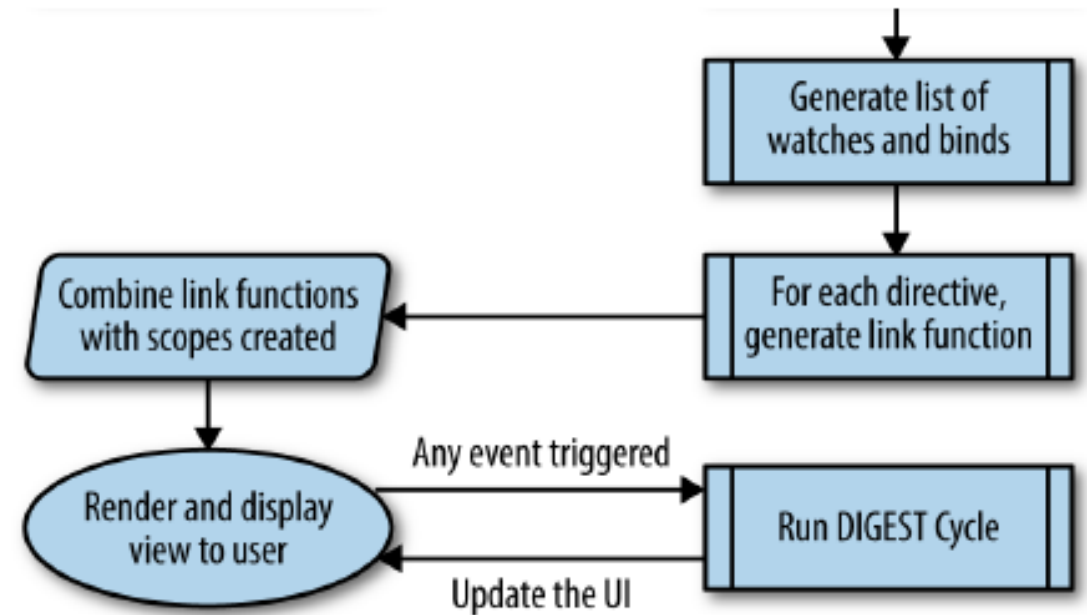 Generate list of
watches and binds
For each directive,
generate link function
Combine link functions
with scopes created
Render and display
view to user
Any event triggered
Run DIGEST Cycle
Update the UI